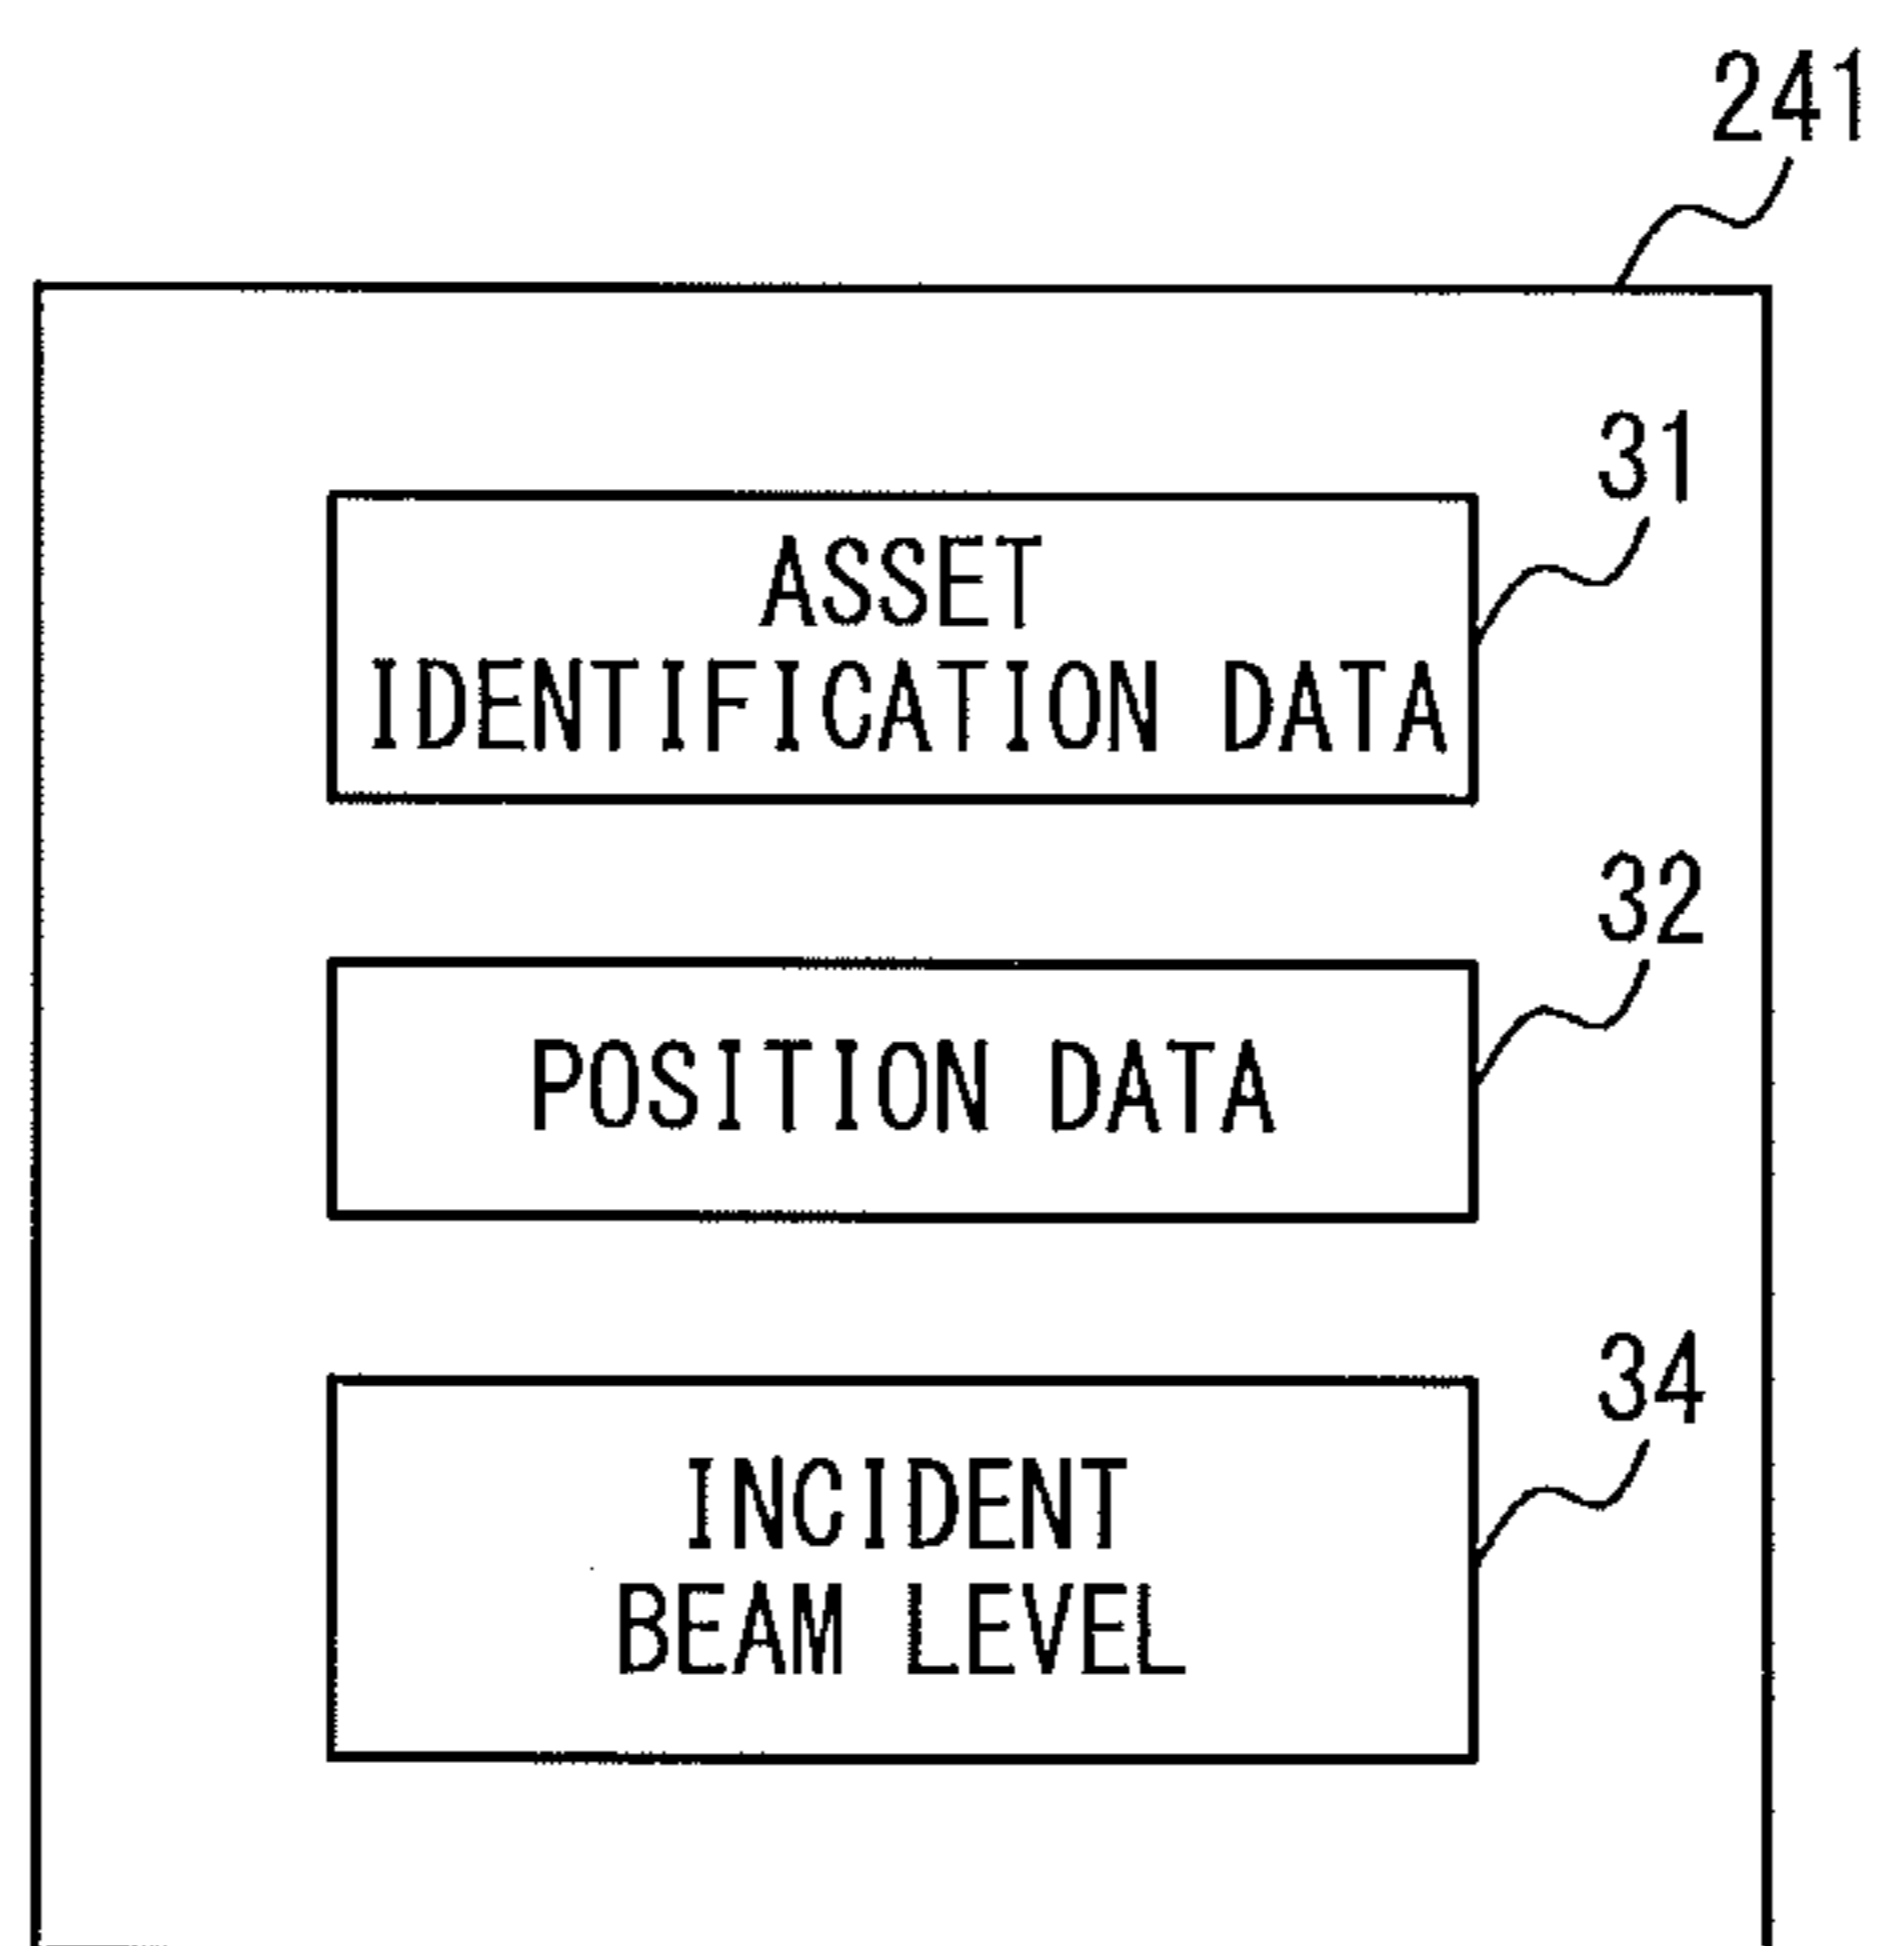 241
31
ASSET
IDENTIFICATION DATA
32
POSITION DATA
34
INCIDENT
BEAM LEVEL